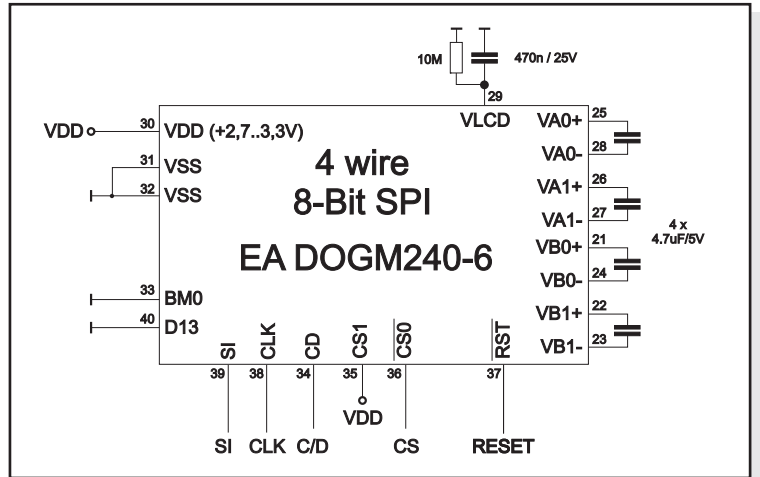 10M
470n / 25V
29
VLCD
VDD
30
VDD (+2,7..3,3V)
31
VSS
32
VSS
4 wire
8-Bit SPI
EA DOGM240-6
33
BM0
40
D13
VA0+
25
VA0-
28
VA1+
26
VA1-
27
VB0+
21
VB0-
24
VB1+
22
VB1-
23
4 x
4.7uF/5V
SI
CLK
CD
CS1
CS0
RST
39
38
34
35
36
37
VDD
SI
CLK
C/D
CS
RESET